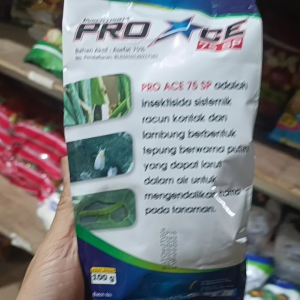 PRO ACE
75 SP
Bahan Aktif : Asefat 75%
PRO ACE 75 SP adalah
insektisida sistemik
racun kontak dan
lambung berbentuk
tepung berwarna putih
yang dapat larut
dalam air untuk
mengendalikan hama
pada tanaman.
100 g